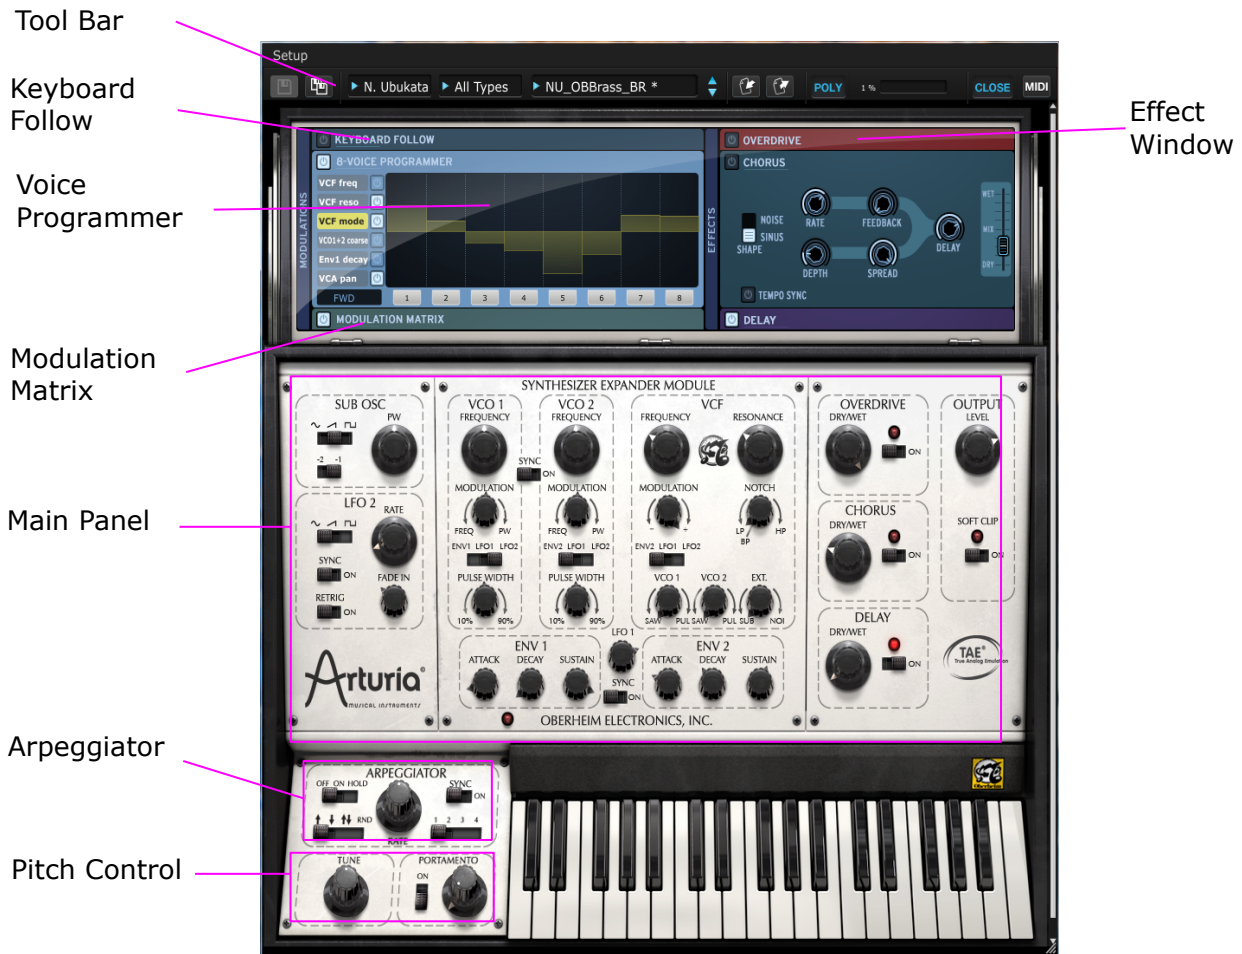 Tool Bar
Keyboard
Follow
Voice
Programmer
Modulation
Matrix
Main Panel
Arpeggiator
Pitch Control
Effect
Window
Setup
N. Ubukata
All Types
NU_OBBrass_BR *
POLY
1 %
CLOSE
MIDI
MODULATIONS
KEYBOARD FOLLOW
8-VOICE PROGRAMMER
VCF freq
VCF reso
VCF mode
VCO1+2 coarse
Env1 decay
VCA pan
FWD
1 2 3 4 5 6 7 8
MODULATION MATRIX
EFFECTS
OVERDRIVE
CHORUS
NOISE
SINUS
SHAPE
RATE
FEEDBACK
DELAY
DEPTH
SPREAD
WET
MIX
DRY
TEMPO SYNC
DELAY
SYNTHESIZER EXPANDER MODULE
SUB OSC
PW
-2 -1
LFO 2
RATE
SYNC
ON
FADE IN
RETRIG
ON
Arturia®
MUSICAL INSTRUMENTS
VCO 1
FREQUENCY
SYNC
ON
MODULATION
FREQ PW
ENV1 LFO1 LFO2
PULSE WIDTH
10% 90%
VCO 2
FREQUENCY
MODULATION
FREQ PW
ENV2 LFO1 LFO2
PULSE WIDTH
10% 90%
VCF
FREQUENCY
RESONANCE
MODULATION
- -
NOTCH
LP
BP
HP
ENV2 LFO1 LFO2
VCO 1 VCO 2 EXT.
SAW PUL SAW PUL SUB NOI
ENV 1
ATTACK DECAY SUSTAIN
LFO 1
SYNC
ON
ENV 2
ATTACK DECAY SUSTAIN
OBERHEIM ELECTRONICS, INC.
OVERDRIVE
DRY/WET
ON
CHORUS
DRY/WET
ON
DELAY
DRY/WET
ON
OUTPUT
LEVEL
SOFT CLIP
ON
TAE®
True Analog Emulation
ARPEGGIATOR
OFF ON HOLD
SYNC
ON
RND
RATE
1 2 3 4
TUNE
PORTAMENTO
ON